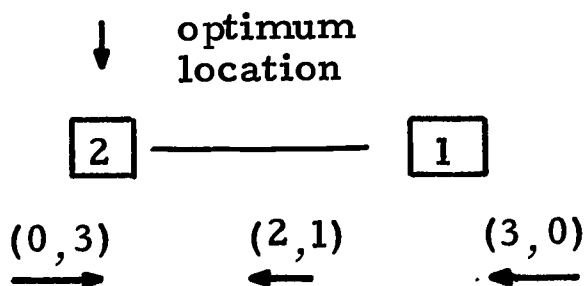 optimum
location
2 1
(0,3) (2,1) (3,0)